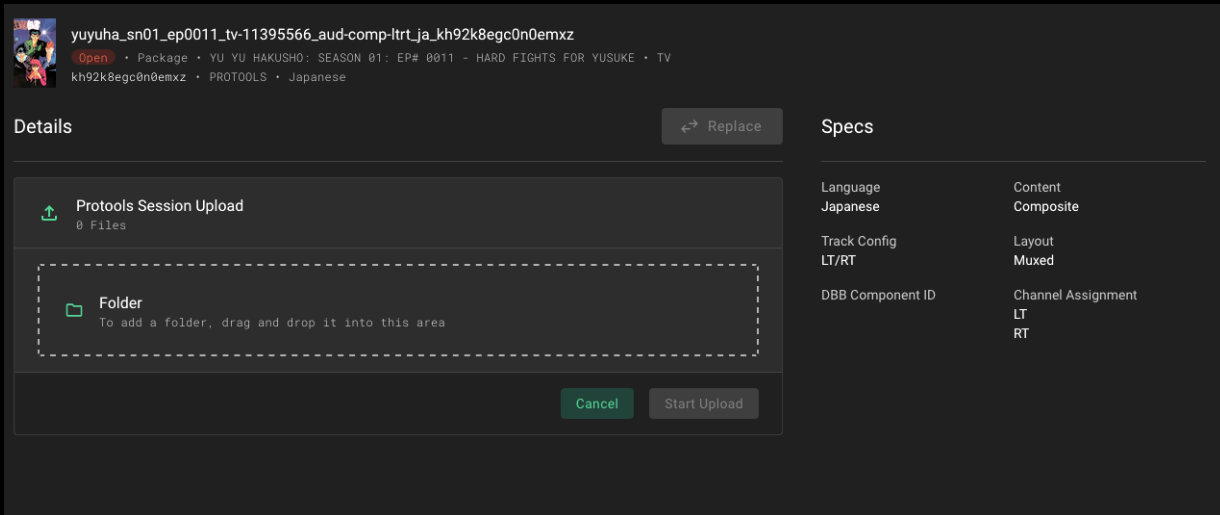 yuyuha_sn01_ep0011_tv-11395566_aud-comp-ltrt_ja_kh92k8egc0n0emxz
Open • Package • YU YU HAKUSHO: SEASON 01: EP# 0011 - HARD FIGHTS FOR YUSUKE • TV
kh92k8egc0n0emxz • PROTOOLS • Japanese
Details
Replace
Protools Session Upload
0 Files
Folder
To add a folder, drag and drop it into this area
Cancel
Start Upload
Specs
Language
Japanese
Content
Composite
Track Config
LT/RT
Layout
Muxed
DBB Component ID
Channel Assignment
LT
RT